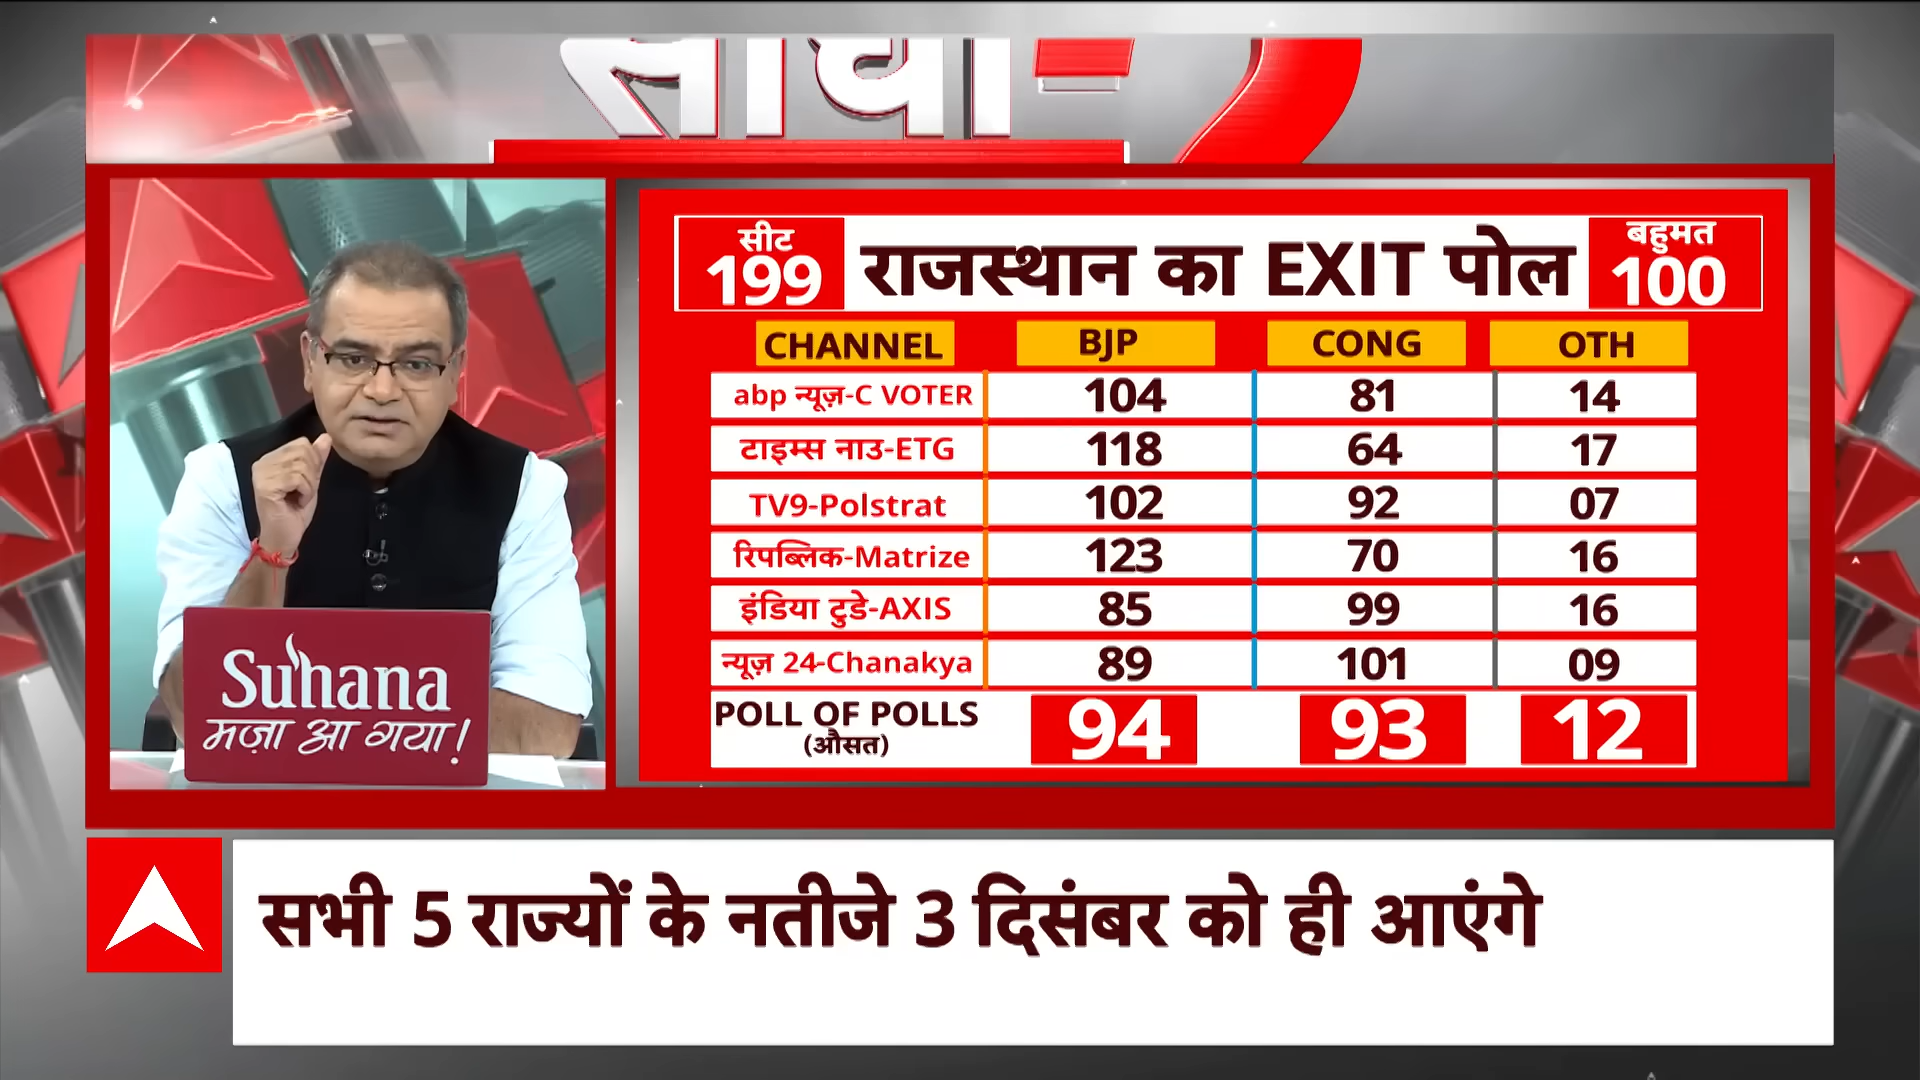 सीधा-
सीट
199
राजस्थान का EXIT पोल
बहुमत
100
CHANNEL BJP CONG OTH
abp न्यूज़-C VOTER 104 81 14
टाइम्स नाउ-ETG 118 64 17
TV9-Polstrat 102 92 07
रिपब्लिक-Matrize 123 70 16
इंडिया टुडे-AXIS 85 99 16
न्यूज़ 24-Chanakya 89 101 09
POLL OF POLLS 94 93 12
(औसत)
Suhana
मज़ा आ गया!
सभी 5 राज्यों के नतीजे 3 दिसंबर को ही आएंगे